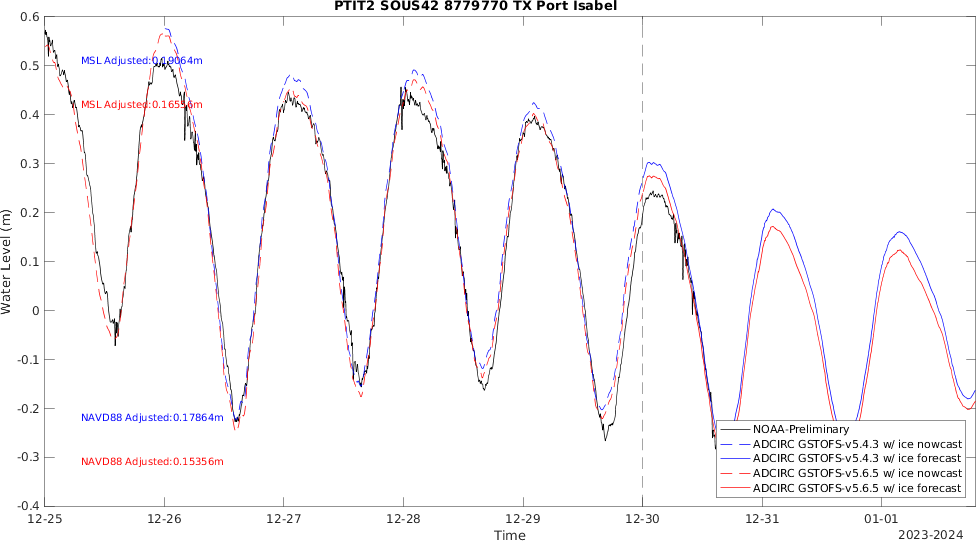 PTIT2 SOUS42 8779770 TX Port Isabel
0.6
0.5
0.4
0.3
0.2
0.1
0
-0.1
-0.2
-0.3
-0.4
Water Level (m)
MSL Adjusted:0.19064m
MSL Adjusted:0.16556m
NAVD88 Adjusted:0.17864m
NAVD88 Adjusted:0.15356m
NOAA-Preliminary
ADCIRC GSTOFS-v5.4.3 w/ ice nowcast
ADCIRC GSTOFS-v5.4.3 w/ ice forecast
ADCIRC GSTOFS-v5.6.5 w/ ice nowcast
ADCIRC GSTOFS-v5.6.5 w/ ice forecast
12-25 12-26 12-27 12-28 12-29 12-30 12-31 01-01
Time
2023-2024